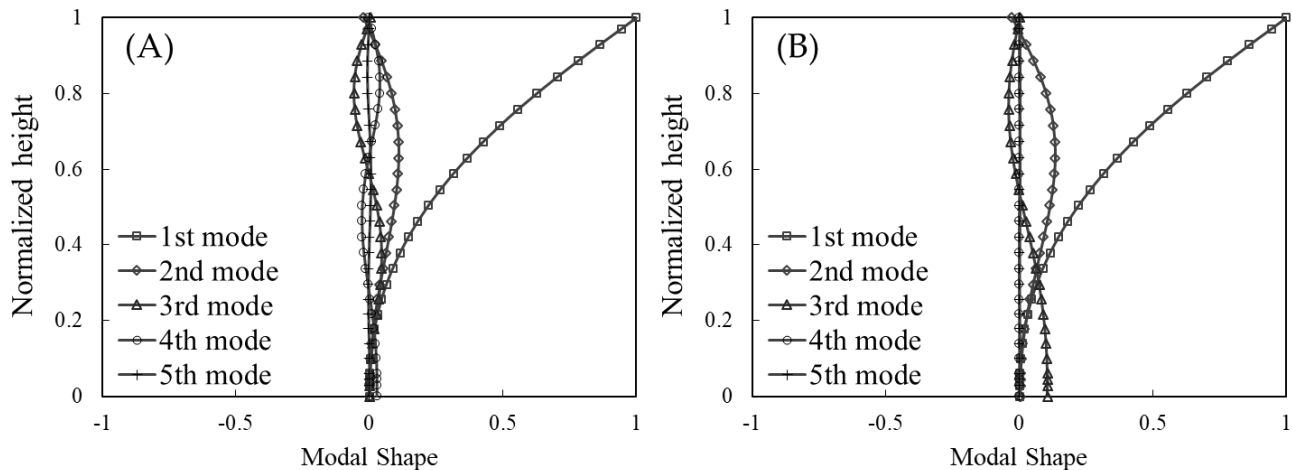 (A)
Normalized height
1
0.8
0.6
0.4
0.2
0
1st mode
2nd mode
3rd mode
4th mode
5th mode
-1
-0.5
0
0.5
1
Modal Shape
(B)
Normalized height
1
0.8
0.6
0.4
0.2
0
1st mode
2nd mode
3rd mode
4th mode
5th mode
-1
-0.5
0
0.5
1
Modal Shape